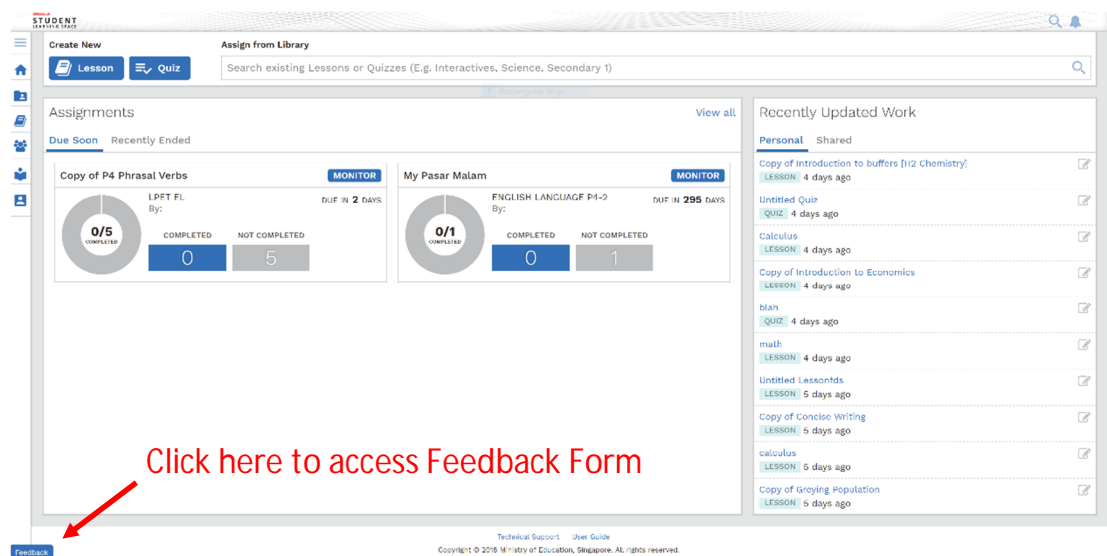 STUDENT
LEARNING SPACE
Create New
Assign from Library
Lesson
Quiz
Search existing Lessons or Quizzes (E.g. Interactives, Science, Secondary 1)
Assignments
View all
Due Soon Recently Ended
Copy of P4 Phrasal Verbs
MONITOR
LPET EL
DUE IN 2 DAYS
By:
0/5
COMPLETED
COMPLETED NOT COMPLETED
0 5
My Pasar Malam
MONITOR
ENGLISH LANGUAGE P4-2
DUE IN 295 DAYS
By:
0/1
COMPLETED
COMPLETED NOT COMPLETED
0 1
Recently Updated Work
Personal Shared
Copy of Introduction to buffers [H2 Chemistry]
LESSON 4 days ago
Untitled Quiz
QUIZ 4 days ago
Calculus
LESSON 4 days ago
Copy of Introduction to Economics
LESSON 4 days ago
blah
QUIZ 4 days ago
math
LESSON 4 days ago
Untitled Lessonfds
LESSON 5 days ago
Copy of Concise Writing
LESSON 5 days ago
calculus
LESSON 5 days ago
Copy of Greying Population
LESSON 5 days ago
Click here to access Feedback Form
Feedback
Technical Support User Guide
Copyright © 2018 Ministry of Education, Singapore. All rights reserved.